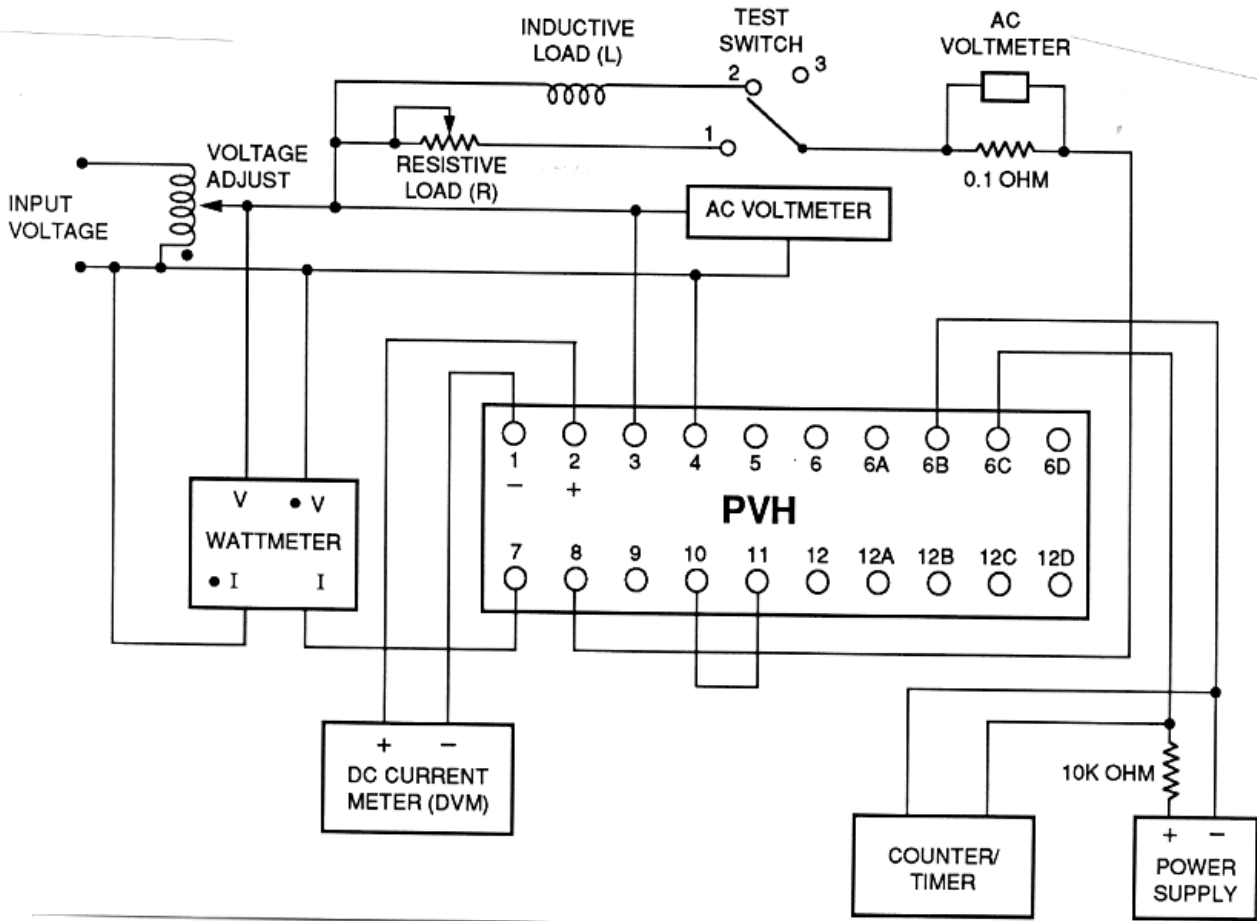 INDUCTIVE
LOAD (L)
TEST
SWITCH
2
3
1
AC
VOLTMETER
0.1 OHM
VOLTAGE
ADJUST
RESISTIVE
LOAD (R)
INPUT
VOLTAGE
AC VOLTMETER
1
2
3
4
5
6
6A
6B
6C
6D
−
+
PVH
7
8
9
10
11
12
12A
12B
12C
12D
V
V
WATTMETER
I
I
+ −
DC CURRENT
METER (DVM)
10K OHM
COUNTER/
TIMER
+ −
POWER
SUPPLY